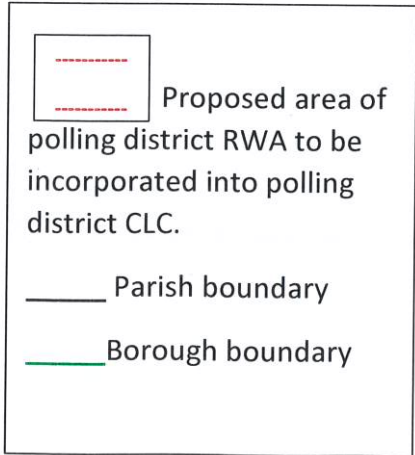 Proposed area of
polling district RWA to be
incorporated into polling
district CLC.
Parish boundary
Borough boundary